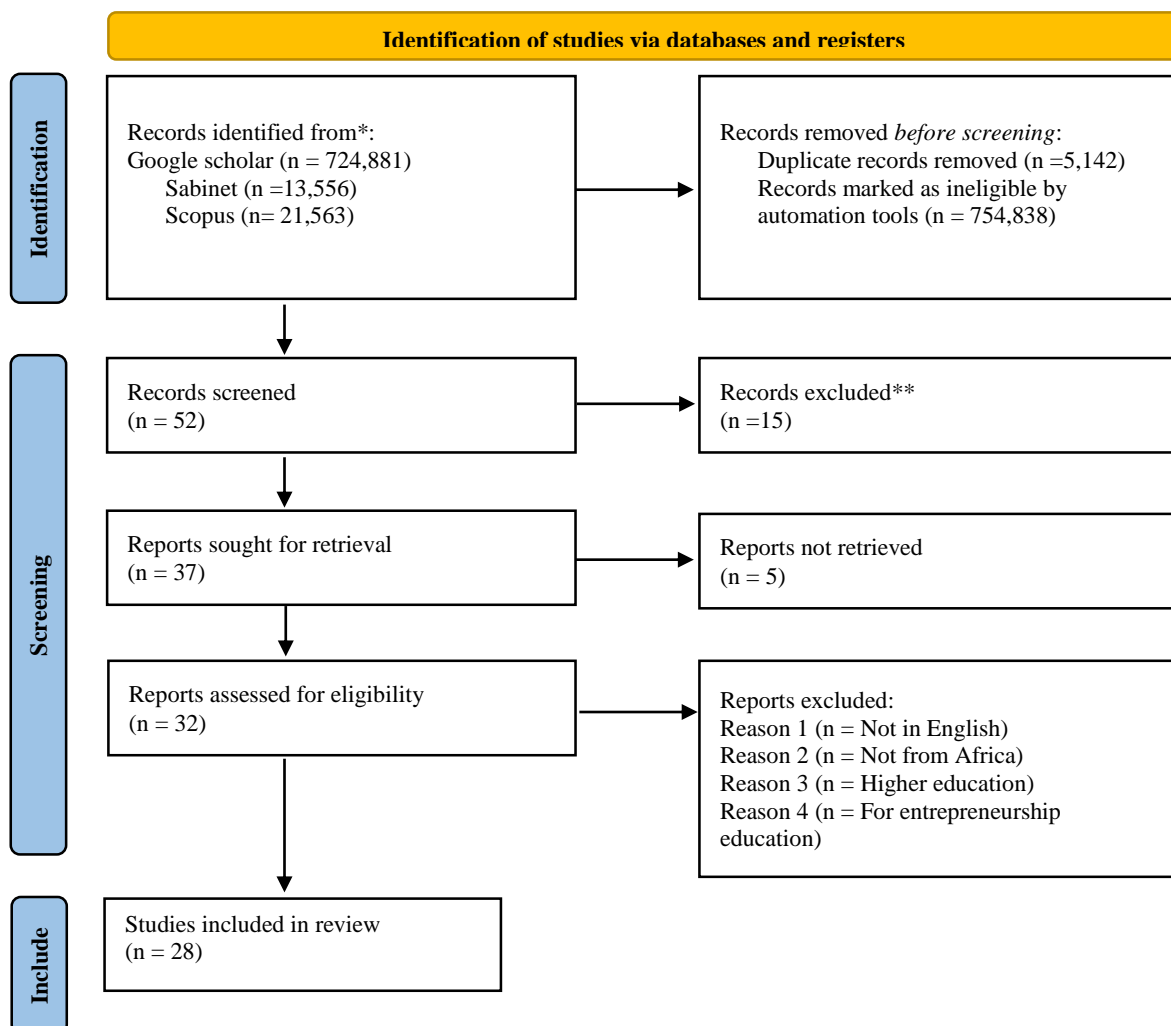 Identification of studies via databases and registers
Identification
Records identified from*:
Google scholar (n = 724,881)
Sabinet (n =13,556)
Scopus (n= 21,563)
Records removed before screening:
Duplicate records removed (n =5,142)
Records marked as ineligible by
automation tools (n = 754,838)
Screening
Records screened
(n = 52)
Records excluded**
(n =15)
Reports sought for retrieval
(n = 37)
Reports not retrieved
(n = 5)
Reports assessed for eligibility
(n = 32)
Reports excluded:
Reason 1 (n = Not in English)
Reason 2 (n = Not from Africa)
Reason 3 (n = Higher education)
Reason 4 (n = For entrepreneurship
education)
Include
Studies included in review
(n = 28)